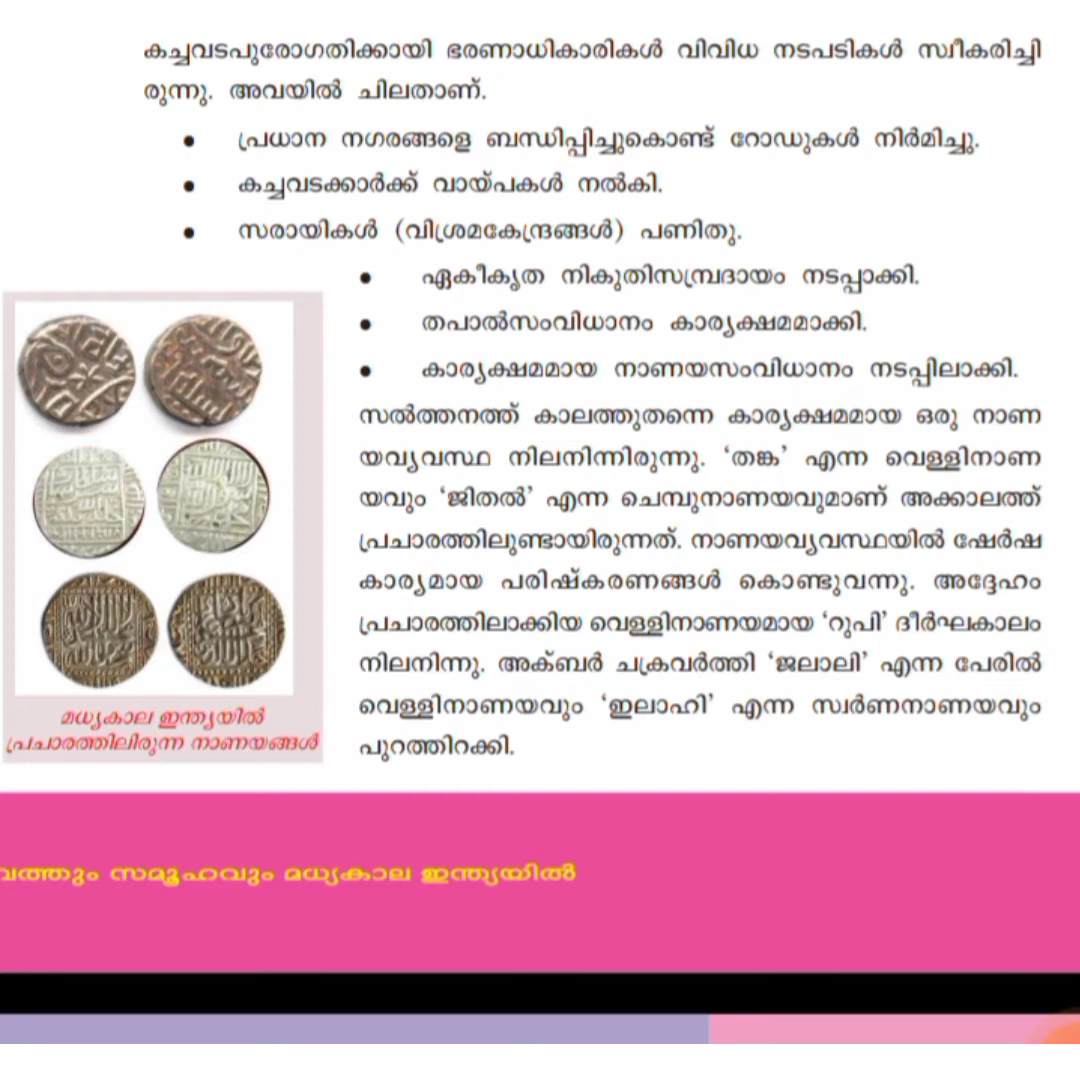 കച്ചവടപുരോഗതിക്കായി ഭരണാധികാരികൾ വിവിധ നടപടികൾ സ്വീകരിച്ചി
രുന്നു. അവയിൽ ചിലതാണ്.
• പ്രധാന നഗരങ്ങളെ ബന്ധിപ്പിച്ചുകൊണ്ട് റോഡുകൾ നിർമിച്ചു.
• കച്ചവടക്കാർക്ക് വായ്പകൾ നൽകി.
• സരായികൾ (വിശ്രമകേന്ദ്രങ്ങൾ) പണിതു.
• ഏകീകൃത നികുതിസമ്പ്രദായം നടപ്പാക്കി.
• തപാൽസംവിധാനം കാര്യക്ഷമമാക്കി.
• കാര്യക്ഷമമായ നാണയസംവിധാനം നടപ്പിലാക്കി.
സൽത്തനത്ത് കാലത്തുതന്നെ കാര്യക്ഷമമായ ഒരു നാണ
യവ്യവസ്ഥ നിലനിന്നിരുന്നു. ‘തങ്ക’ എന്ന വെള്ളിനാണ
യവും ‘ജിതൽ’ എന്ന ചെമ്പുനാണയവുമാണ് അക്കാലത്ത്
പ്രചാരത്തിലുണ്ടായിരുന്നത്. നാണയവ്യവസ്ഥയിൽ ഷേർഷ
കാര്യമായ പരിഷ്കരണങ്ങൾ കൊണ്ടുവന്നു. അദ്ദേഹം
പ്രചാരത്തിലാക്കിയ വെള്ളിനാണയമായ ‘റുപി’ ദീർഘകാലം
നിലനിന്നു. അക്ബർ ചക്രവർത്തി ‘ജലാലി’ എന്ന പേരിൽ
വെള്ളിനാണയവും ‘ഇലാഹി’ എന്ന സ്വർണനാണയവും
പുറത്തിറക്കി.
മധ്യകാല ഇന്ത്യയിൽ
പ്രചാരത്തിലിരുന്ന നാണയങ്ങൾ
സമൂഹവും മധ്യകാല ഇന്ത്യയിൽ